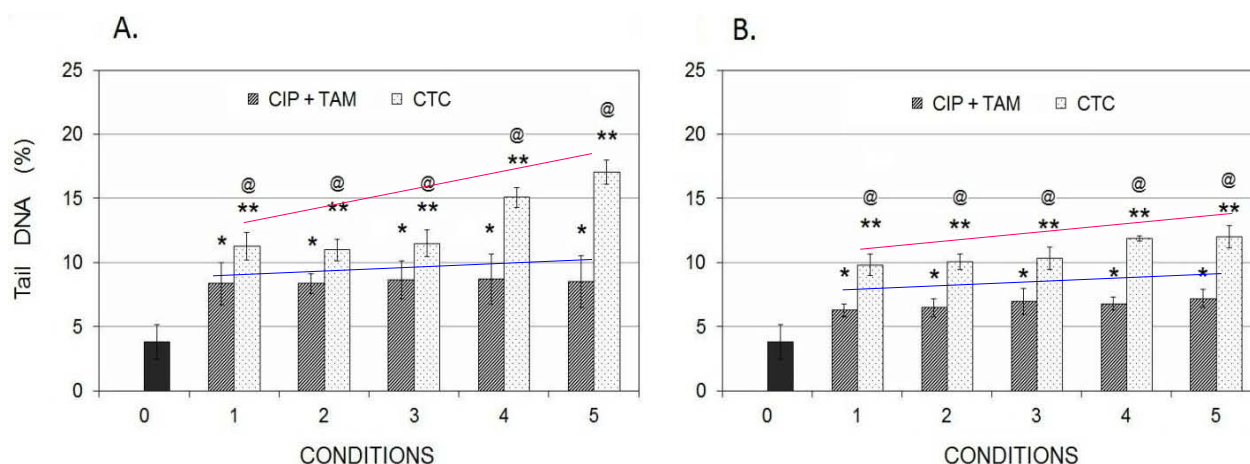 A.
Tail DNA (%)
25
20
15
10
5
0
CIP + TAM CTC
@ @ @ @ @
** ** ** ** **
* * * * *
0 1 2 3 4 5
CONDITIONS
B.
25
20
15
10
5
0
CIP + TAM CTC
@ @ @ @ @
** ** ** ** **
* * * * *
0 1 2 3 4 5
CONDITIONS